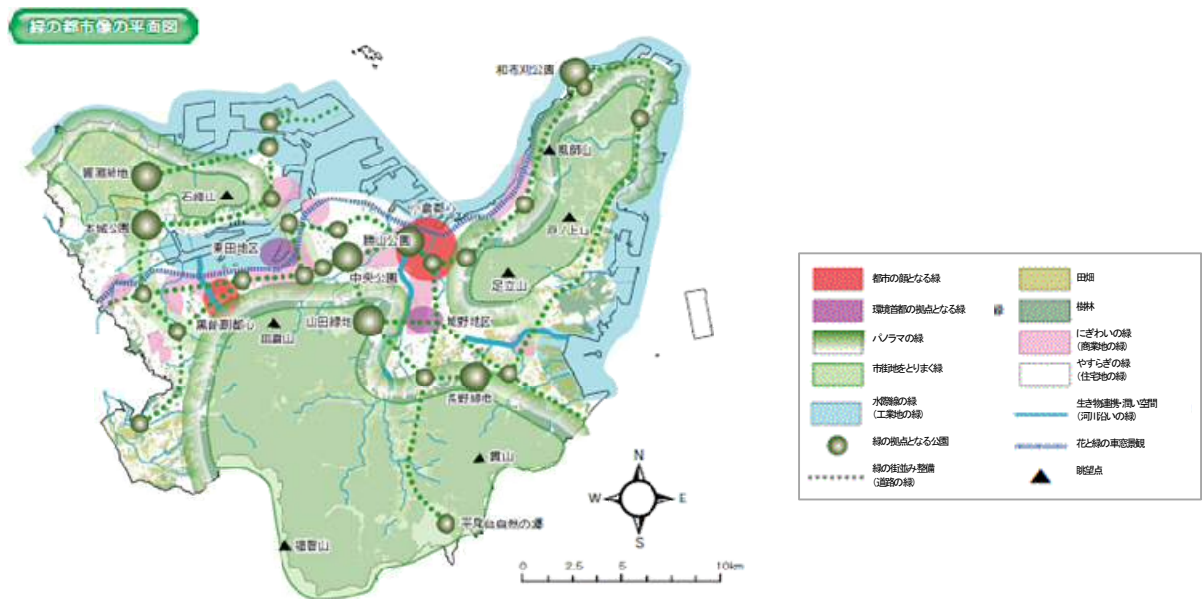 緑の都市像の平面図
和布刈公園
風師山
響灘緑地
石峰山
小倉都心
本城公園
戸ノ上山
勝山公園
東田地区
中央公園
足立山
黒崎副都心
山田緑地
城野地区
皿倉山
長野緑地
貫山
平尾台自然の郷
福智山
N
W
E
S
0 2.5 5 10km
都市の顔となる緑
環境首都の拠点となる緑
パノラマの緑
市街地をとりまく緑
水際線の緑
(工業地の緑)
緑の拠点となる公園
緑の街並み整備
(道路の緑)
田畑
樹林
にぎわいの緑
(商業地の緑)
やすらぎの緑
(住宅地の緑)
生き物連携・潤い空間
(河川沿いの緑)
花と緑の車窓景観
眺望点